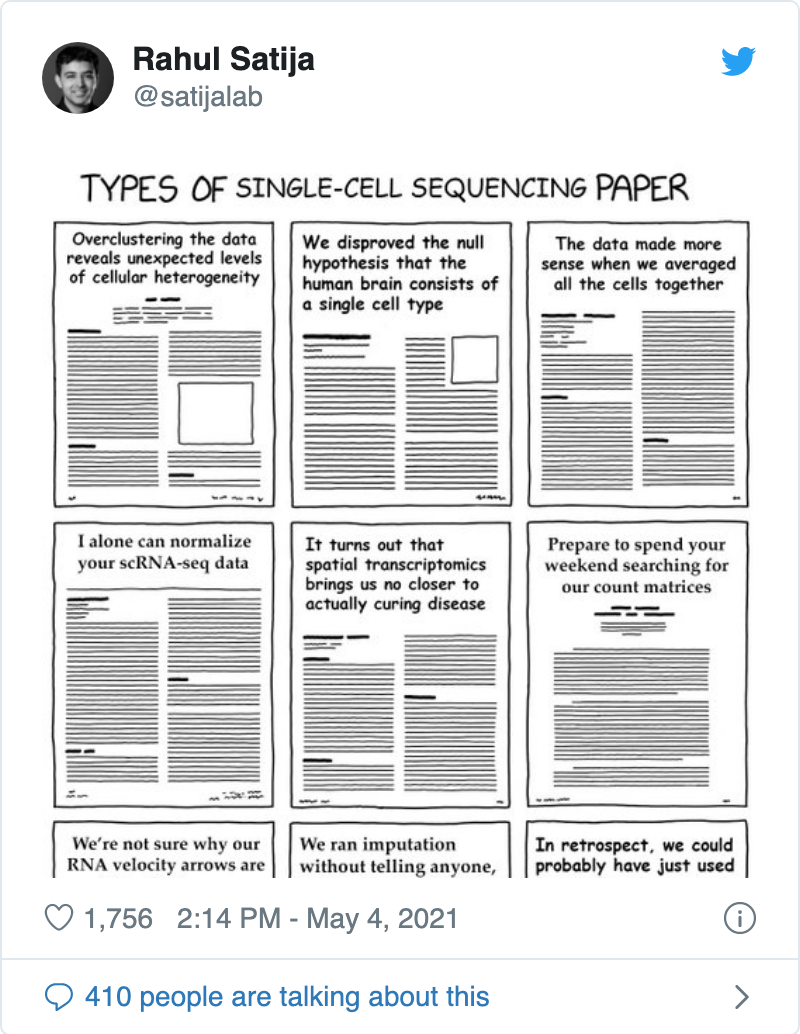 Rahul Satija
@satijalab
TYPES OF SINGLE-CELL SEQUENCING PAPER
Overclustering the data
reveals unexpected levels
of cellular heterogeneity
We disproved the null
hypothesis that the
human brain consists of
a single cell type
The data made more
sense when we averaged
all the cells together
I alone can normalize
your scRNA-seq data
It turns out that
spatial transcriptomics
brings us no closer to
actually curing disease
Prepare to spend your
weekend searching for
our count matrices
We're not sure why our
RNA velocity arrows are
We ran imputation
without telling anyone,
In retrospect, we could
probably have just used
1,756 2:14 PM - May 4, 2021
410 people are talking about this